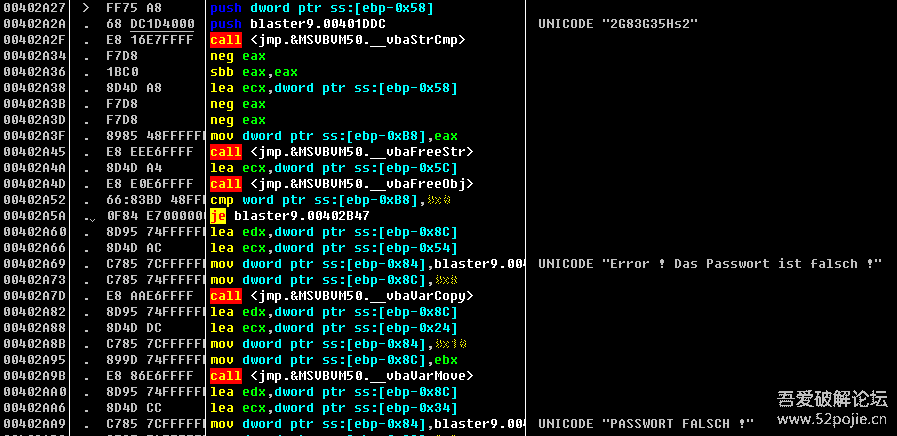 00402A27 > FF75 A8 push dword ptr ss:[ebp-0x58]
00402A2A . 68 DC1D4000 push blaster9.00401DDC UNICODE "2G83G35Hs2"
00402A2F . E8 16E7FFFF call <jmp.&MSVBVM50.__vbaStrCmp>
00402A34 . F7D8 neg eax
00402A36 . 1BC0 sbb eax,eax
00402A38 . 8D4D A8 lea ecx,dword ptr ss:[ebp-0x58]
00402A3B . F7D8 neg eax
00402A3D . F7D8 neg eax
00402A3F . 8985 48FFFFFF mov dword ptr ss:[ebp-0xB8],eax
00402A45 . E8 EEE6FFFF call <jmp.&MSVBVM50.__vbaFreeStr>
00402A4A . 8D4D A4 lea ecx,dword ptr ss:[ebp-0x5C]
00402A4D . E8 E0E6FFFF call <jmp.&MSVBVM50.__vbaFreeObj>
00402A52 . 66:83BD 48FF cmp word ptr ss:[ebp-0xB8],0x0
00402A5A . 0F84 E7000000 je blaster9.00402B47
00402A60 . 8D95 74FFFFFF lea edx,dword ptr ss:[ebp-0x8C]
00402A66 . 8D4D AC lea ecx,dword ptr ss:[ebp-0x54]
00402A69 . C785 7CFFFFFF mov dword ptr ss:[ebp-0x84],blaster9.004 UNICODE "Error ! Das Passwort ist falsch !"
00402A73 . C785 74FFFFFF mov dword ptr ss:[ebp-0x8C],0x8
00402A7D . E8 AAE6FFFF call <jmp.&MSVBVM50.__vbaVarCopy>
00402A82 . 8D95 74FFFFFF lea edx,dword ptr ss:[ebp-0x8C]
00402A88 . 8D4D DC lea ecx,dword ptr ss:[ebp-0x24]
00402A8B . C785 7CFFFFFF mov dword ptr ss:[ebp-0x84],0x10
00402A95 . 899D 74FFFFFF mov dword ptr ss:[ebp-0x8C],ebx
00402A9B . E8 86E6FFFF call <jmp.&MSVBVM50.__vbaVarMove>
00402AA0 . 8D95 74FFFFFF lea edx,dword ptr ss:[ebp-0x8C]
00402AA6 . 8D4D CC lea ecx,dword ptr ss:[ebp-0x34]
00402AA9 . C785 7CFFFFFF mov dword ptr ss:[ebp-0x84],blaster9.004 UNICODE "PASSWORT FALSCH !"
吾爱破解论坛
www.52pojie.cn